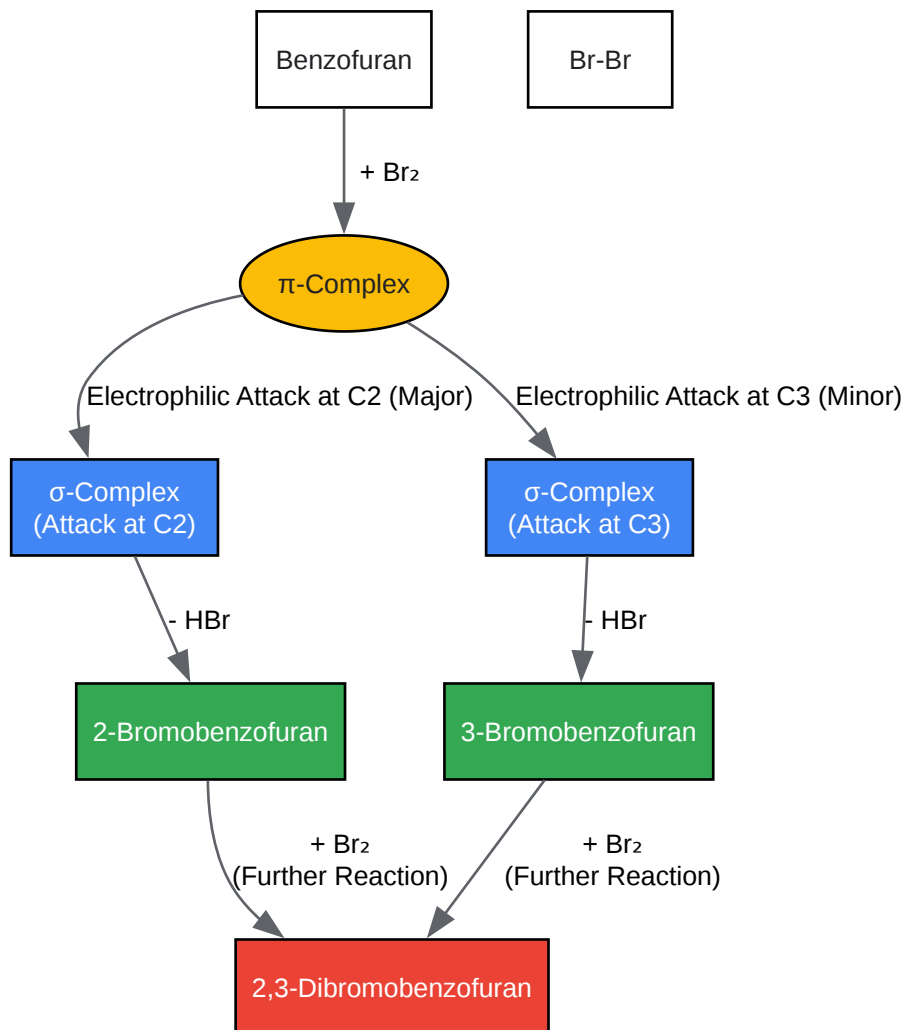 Benzofuran
Br-Br
+ Br₂
π-Complex
Electrophilic Attack at C2 (Major)
Electrophilic Attack at C3 (Minor)
σ-Complex
(Attack at C2)
σ-Complex
(Attack at C3)
- HBr
- HBr
2-Bromobenzofuran
3-Bromobenzofuran
+ Br₂
(Further Reaction)
+ Br₂
(Further Reaction)
2,3-Dibromobenzofuran